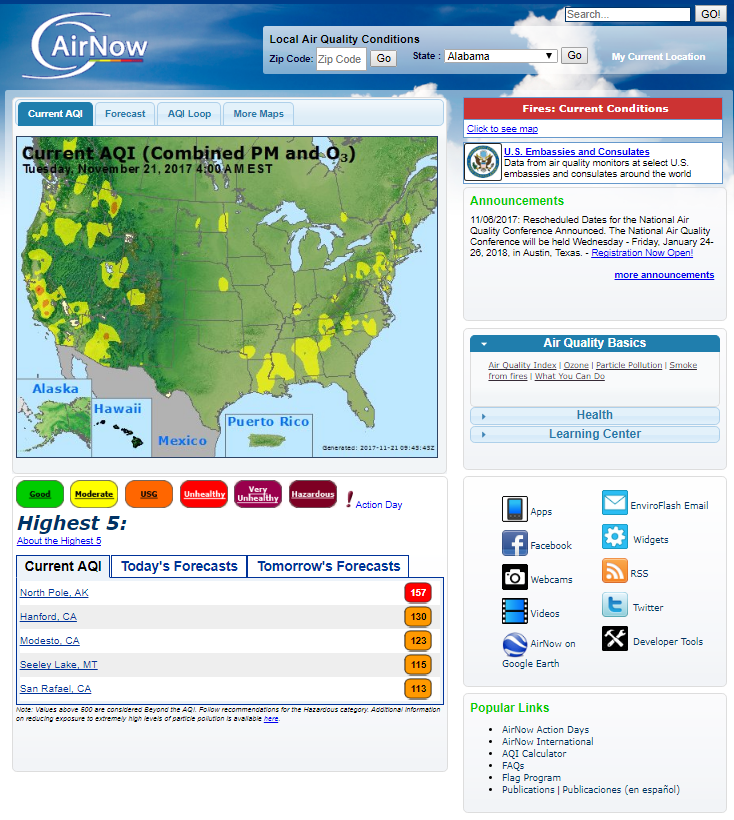 AirNow
Search...
GO!
Local Air Quality Conditions
Zip Code: Zip Code Go State : Alabama Go My Current Location
Current AQI Forecast AQI Loop More Maps
Current AQI (Combined PM and O₃)
Tuesday, November 21, 2017 4:00 AM EST
Alaska
Hawaii
Mexico
Puerto Rico
Generated: 2017-11-21 09:45:45Z
Good Moderate USG Unhealthy Very Unhealthy Hazardous Action Day
Highest 5:
About the Highest 5
Current AQI Today's Forecasts Tomorrow's Forecasts
North Pole, AK 157
Hanford, CA 130
Modesto, CA 123
Seeley Lake, MT 115
San Rafael, CA 113
Note: Values above 500 are considered Beyond the AQI. Follow recommendations for the Hazardous category. Additional information
on reducing exposure to extremely high levels of particle pollution is available here.
Fires: Current Conditions
Click to see map
U.S. Embassies and Consulates
Data from air quality monitors at select U.S.
embassies and consulates around the world
Announcements
11/06/2017: Rescheduled Dates for the National Air
Quality Conference Announced. The National Air Quality
Conference will be held Wednesday - Friday, January 24-
26, 2018, in Austin, Texas. - Registration Now Open!
more announcements
Air Quality Basics
Air Quality Index | Ozone | Particle Pollution | Smoke
from fires | What You Can Do
Health
Learning Center
Apps EnviroFlash Email
Facebook Widgets
Webcams RSS
Videos Twitter
AirNow on
Google Earth
Developer Tools
Popular Links
AirNow Action Days
AirNow International
AQI Calculator
FAQs
Flag Program
Publications | Publicaciones (en español)